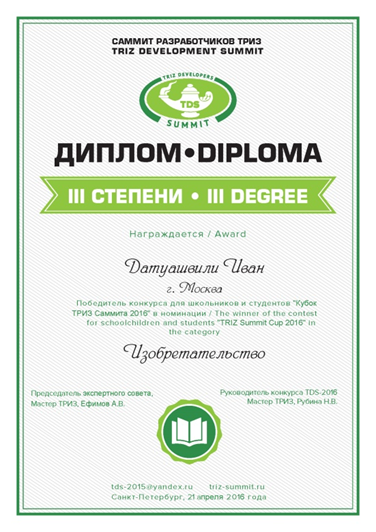 САММИТ РАЗРАБОТЧИКОВ ТРИЗ
TRIZ DEVELOPMENT SUMMIT
TRIZ DEVELOPERS
TDS
SUMMIT
ДИПЛОМ•DIPLOMA
III СТЕПЕНИ • III DEGREE
Награждается / Award
Датуашвили Иван
г. Москва
Победитель конкурса для школьников и студентов "Кубок
ТРИЗ Саммита 2016" в номинации / The winner of the contest
for schoolchildren and students "TRIZ Summit Cup 2016" in
the category
Изобретательство
Председатель экспертного совета,
Мастер ТРИЗ, Ефимов А.В.
Руководитель конкурса TDS-2016
Мастер ТРИЗ, Рубина Н.В.
tds-2015@yandex.ru triz-summit.ru
Санкт-Петербург, 21 апреля 2016 года